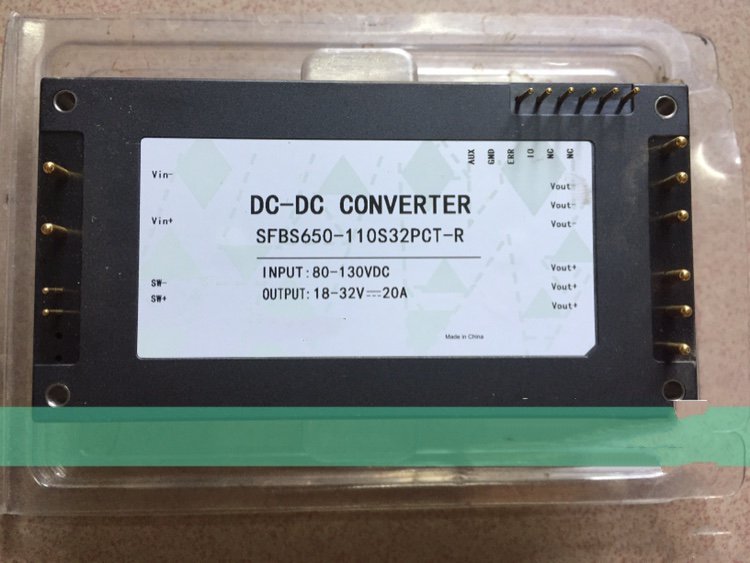 AUX
GND
ERR
IO
NC
NC
Vin-
Vin+
SW-
SW+
DC-DC CONVERTER
SFBS650-110S32PCT-R
INPUT: 80-130VDC
OUTPUT: 18-32V⎓20A
Vout-
Vout-
Vout-
Vout+
Vout+
Vout+
Made in China